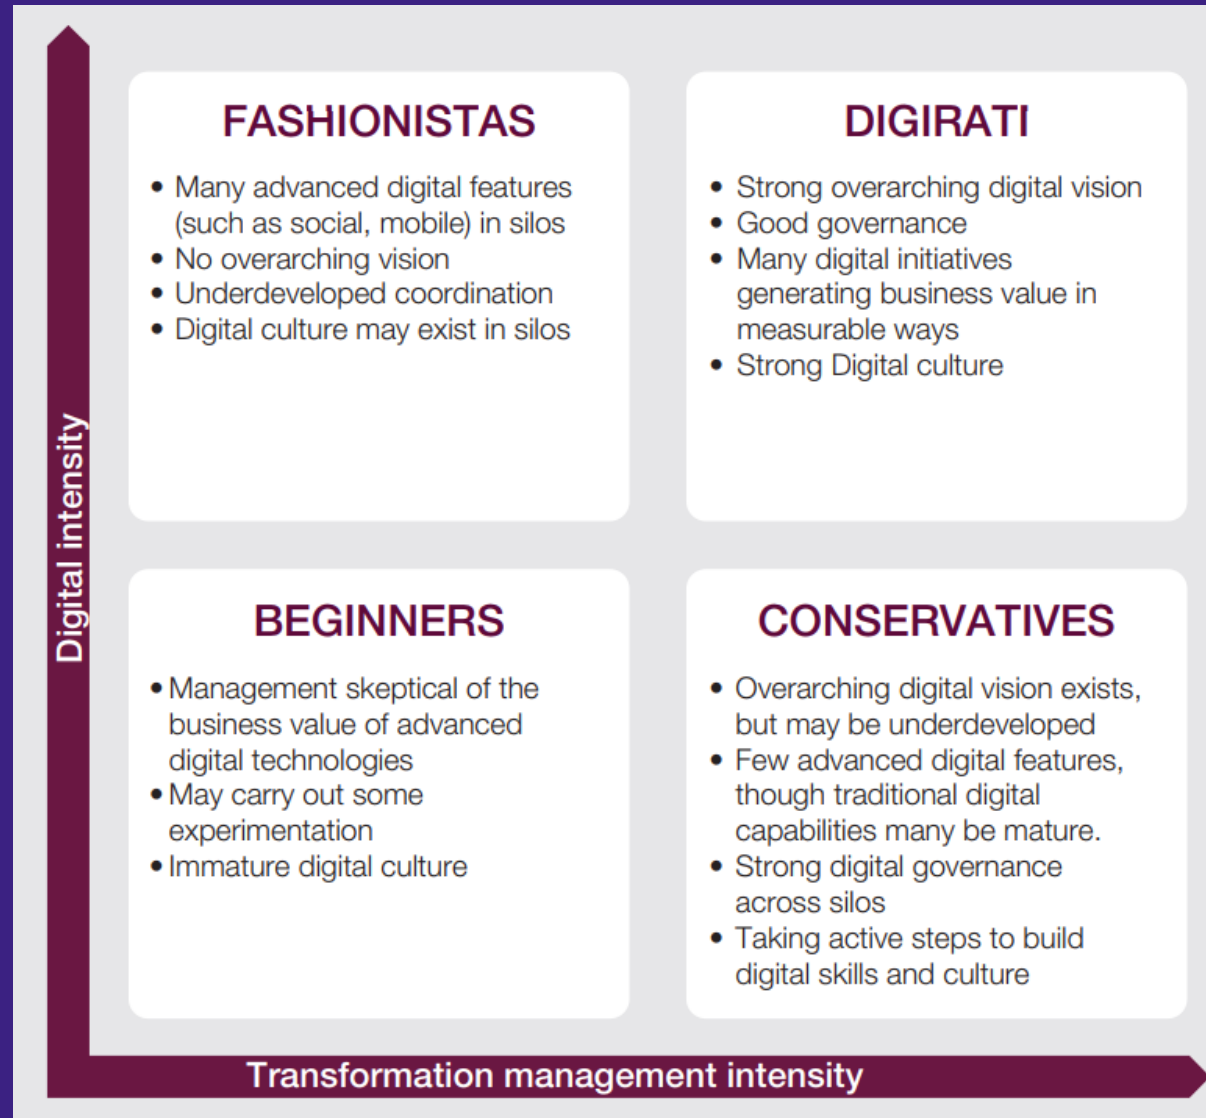 FASHIONISTAS
• Many advanced digital features
(such as social, mobile) in silos
• No overarching vision
• Underdeveloped coordination
• Digital culture may exist in silos
DIGIRATI
• Strong overarching digital vision
• Good governance
• Many digital initiatives
generating business value in
measurable ways
• Strong Digital culture
Digital intensity
BEGINNERS
• Management skeptical of the
business value of advanced
digital technologies
• May carry out some
experimentation
• Immature digital culture
CONSERVATIVES
• Overarching digital vision exists,
but may be underdeveloped
• Few advanced digital features,
though traditional digital
capabilities many be mature.
• Strong digital governance
across silos
• Taking active steps to build
digital skills and culture
Transformation management intensity